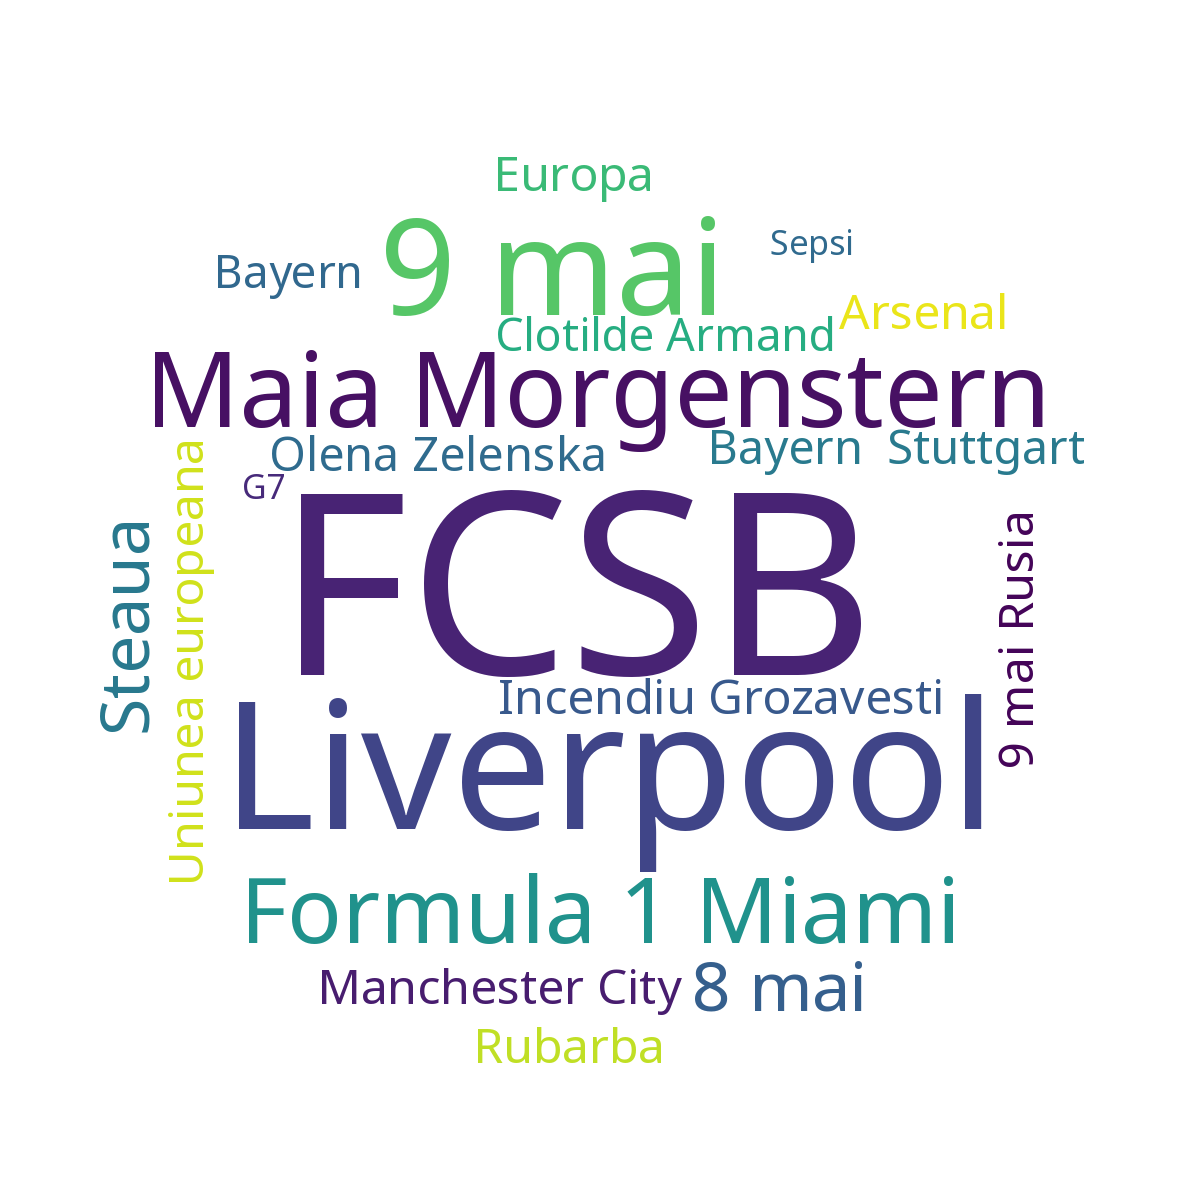 Europa
9 mai
Sepsi
Bayern
Arsenal
Clotilde Armand
Maia Morgenstern
Olena Zelenska
Bayern Stuttgart
G7
FCSB
Steaua
Uniunea europeana
9 mai Rusia
Incendiu Grozavesti
Liverpool
Formula 1 Miami
Manchester City
8 mai
Rubarba